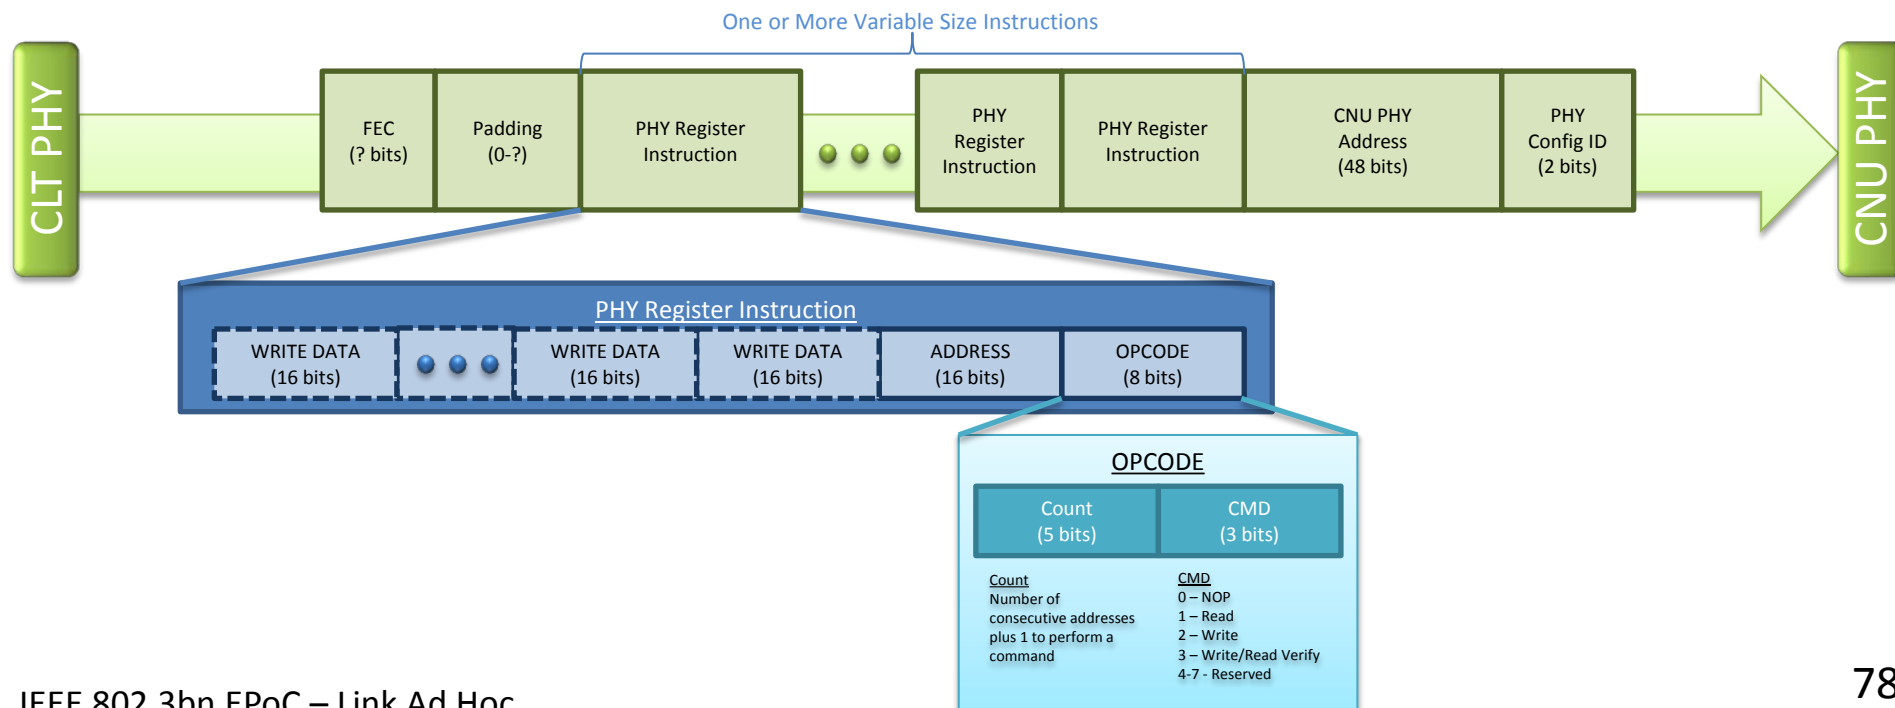 One or More Variable Size Instructions
CLT PHY
FEC
(? bits)
Padding
(0-?)
PHY Register
Instruction
PHY
Register
Instruction
PHY Register
Instruction
CNU PHY
Address
(48 bits)
PHY
Config ID
(2 bits)
CNU PHY
PHY Register Instruction
WRITE DATA
(16 bits)
WRITE DATA
(16 bits)
WRITE DATA
(16 bits)
ADDRESS
(16 bits)
OPCODE
(8 bits)
OPCODE
Count
(5 bits)
CMD
(3 bits)
Count
Number of
consecutive addresses
plus 1 to perform a
command
CMD
0 – NOP
1 – Read
2 – Write
3 – Write/Read Verify
4-7 - Reserved
IEEE 802.3bn EPoC – Link Ad Hoc
78